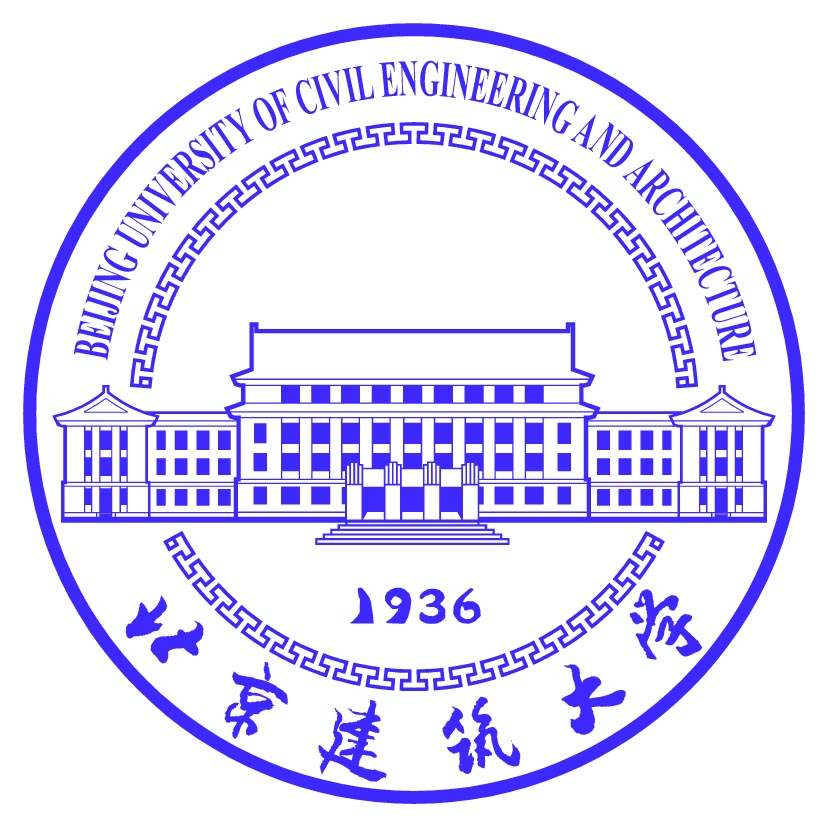 BEIJING UNIVERSITY OF CIVIL ENGINEERING AND ARCHITECTURE
1936
北京建筑大学